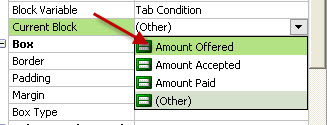 Block Variable Tab Condition
Current Block (Other)
Box Amount Offered
Border Amount Accepted
Padding Amount Paid
Margin (Other)
Box Type